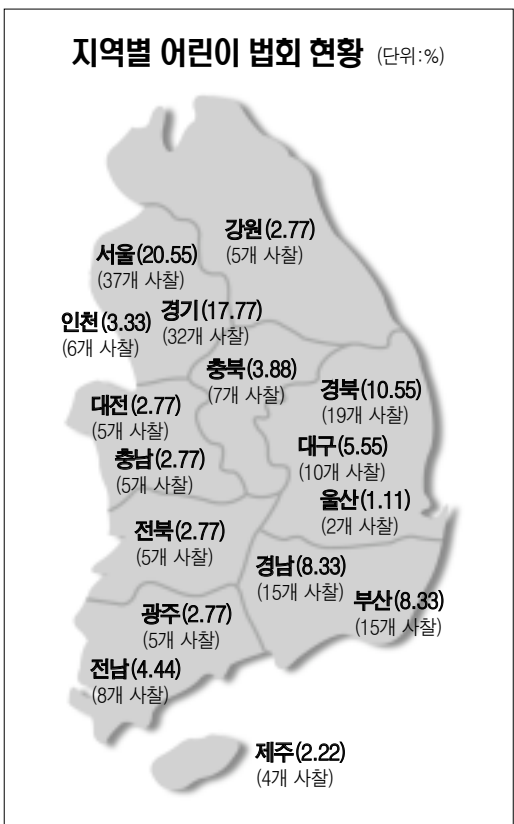 지역별 어린이 법회 현황 (단위:%)
강원(2.77)
(5개 사찰)
서울(20.55)
(37개 사찰)
경기(17.77)
(32개 사찰)
인천(3.33)
(6개 사찰)
충북(3.88)
(7개 사찰)
경북(10.55)
(19개 사찰)
대전(2.77)
(5개 사찰)
대구(5.55)
(10개 사찰)
충남(2.77)
(5개 사찰)
울산(1.11)
(2개 사찰)
전북(2.77)
(5개 사찰)
경남(8.33)
(15개 사찰)
부산(8.33)
(15개 사찰)
광주(2.77)
(5개 사찰)
전남(4.44)
(8개 사찰)
제주(2.22)
(4개 사찰)